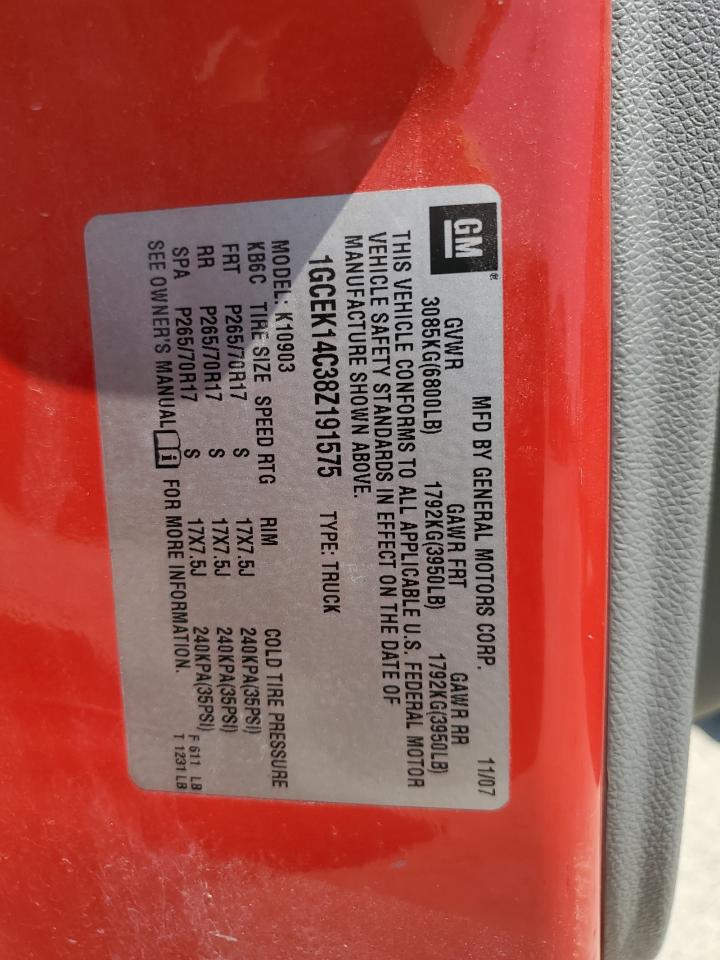 GM®
MFD BY GENERAL MOTORS CORP. 11/07
GVWR GAWR FRT GAWR RR
3085KG(6800LB) 1792KG(3950LB) 1792KG(3950LB)
THIS VEHICLE CONFORMS TO ALL APPLICABLE U.S. FEDERAL MOTOR
VEHICLE SAFETY STANDARDS IN EFFECT ON THE DATE OF
MANUFACTURE SHOWN ABOVE.
1GCEK14C38Z191575 TYPE: TRUCK
MODEL: K10903
KB6C TIRE SIZE SPEED RTG RIM COLD TIRE PRESSURE
FRT P265/70R17 S 17X7.5J 240KPA(35PSI)
RR P265/70R17 S 17X7.5J 240KPA(35PSI)
SPA P265/70R17 S 17X7.5J 240KPA(35PSI) F 611 LB
SEE OWNER'S MANUAL i FOR MORE INFORMATION. T 1231 LB